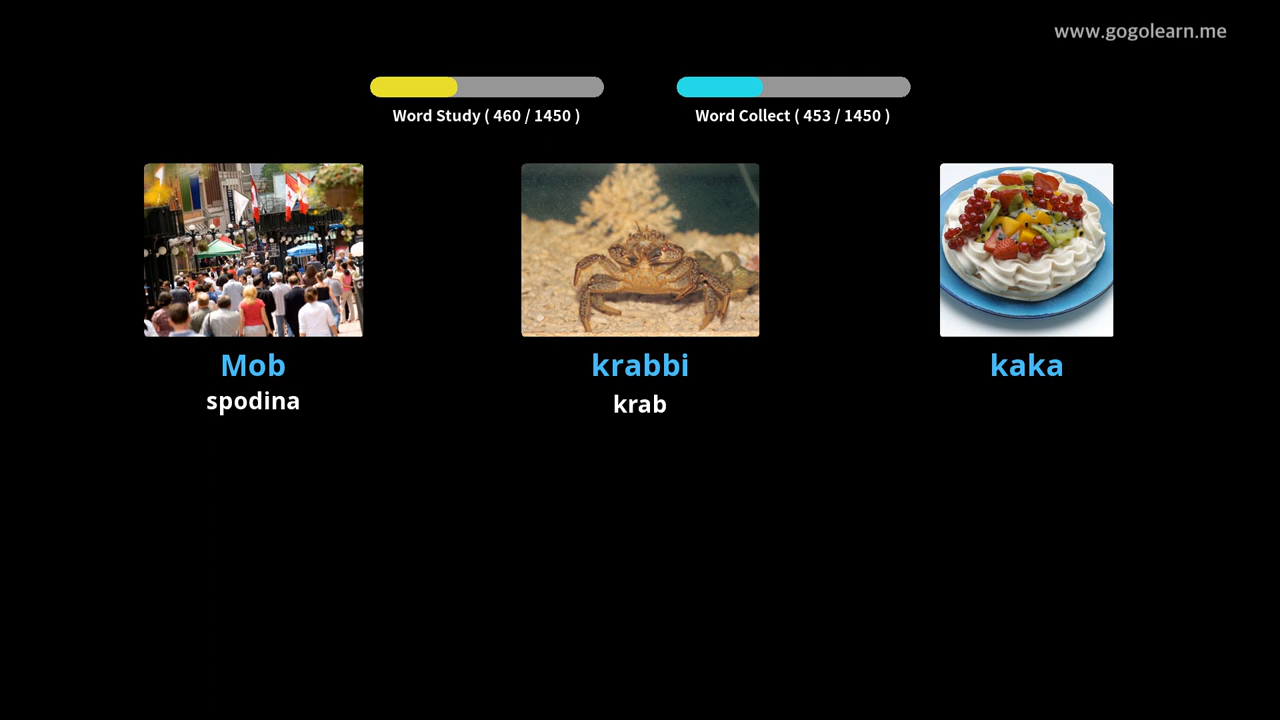 www.gogolearn.me
Word Study ( 460 / 1450 )
Word Collect ( 453 / 1450 )
Mob
spodina
krabbi
krab
kaka